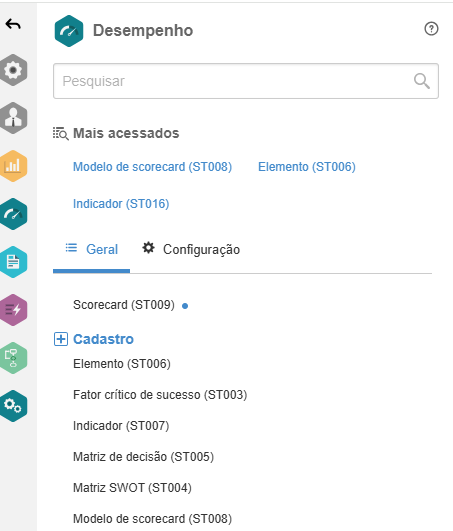 Desempenho
Pesquisar
Mais acessados
Modelo de scorecard (ST008) Elemento (ST006)
Indicador (ST016)
Geral Configuração
Scorecard (ST009)
Cadastro
Elemento (ST006)
Fator crítico de sucesso (ST003)
Indicador (ST007)
Matriz de decisão (ST005)
Matriz SWOT (ST004)
Modelo de scorecard (ST008)